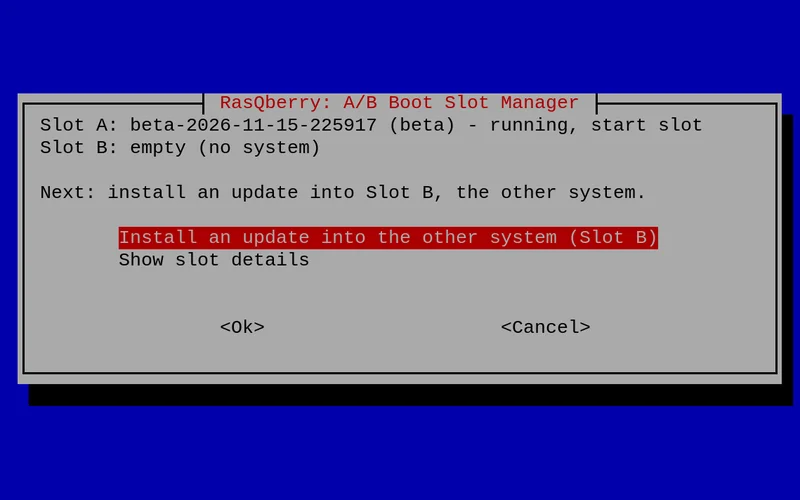 RasQberry: A/B Boot Slot Manager
Slot A: beta-2026-11-15-225917 (beta) - running, start slot
Slot B: empty (no system)
Next: install an update into Slot B, the other system.
Install an update into the other system (Slot B)
Show slot details
<Ok> <Cancel>